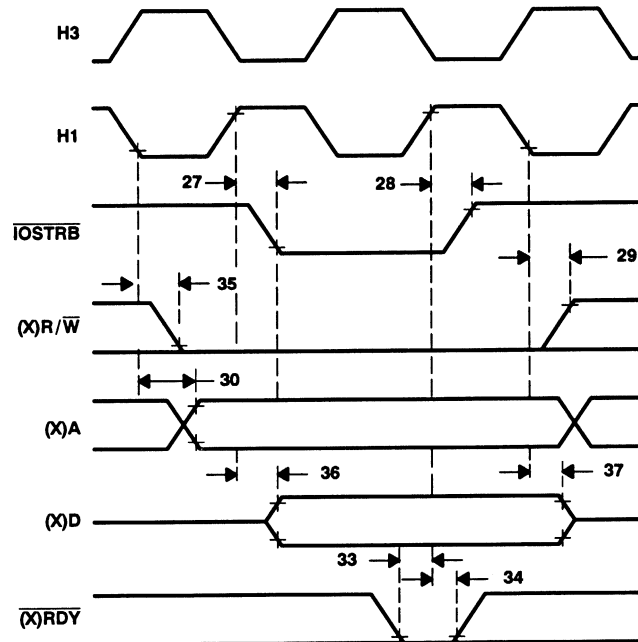 H3
H1
27
28
IOSTRB
29
35
(X)R/W
30
(X)A
36
37
(X)D
33
34
(X)RDY